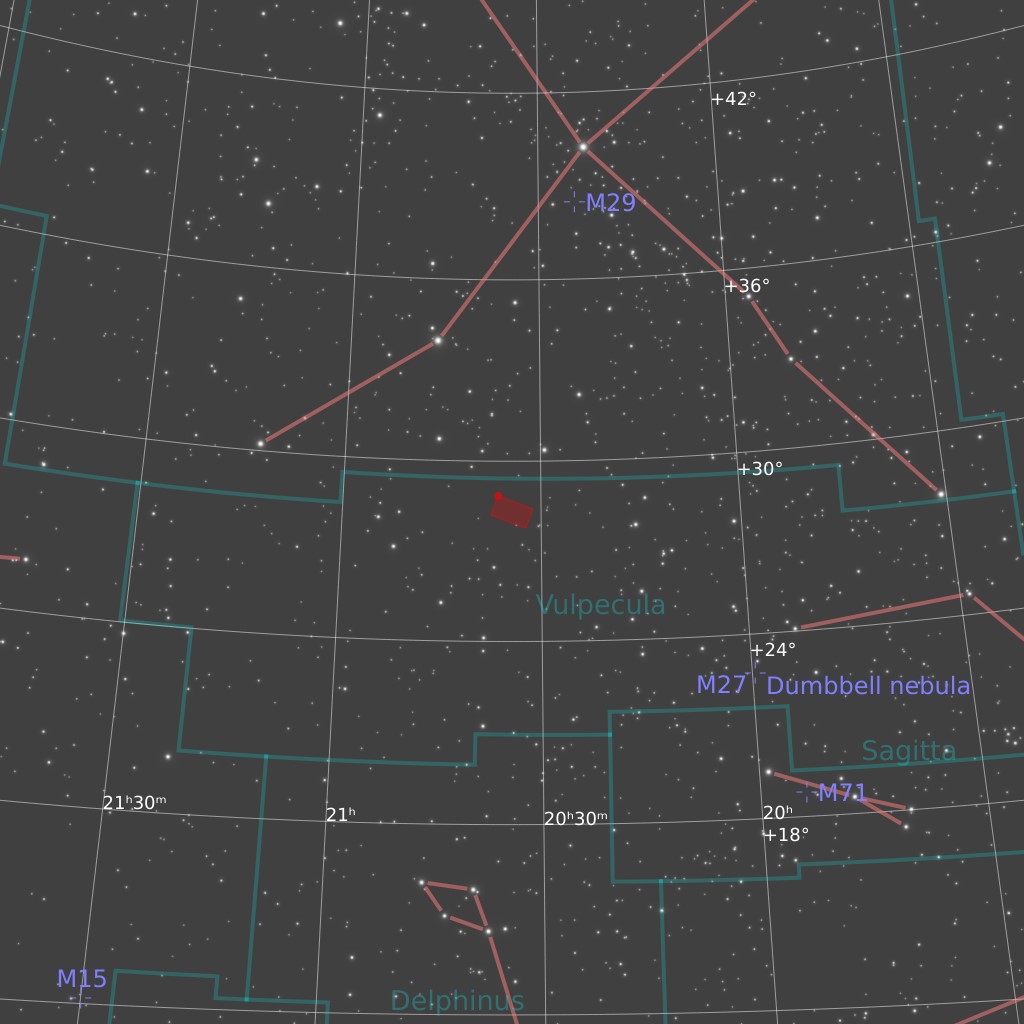 +42°
M29
+36°
+30°
Vulpecula
+24°
M27 Dumbbell nebula
Sagitta
M71
21ʰ30ᵐ
21ʰ
20ʰ30ᵐ
20ʰ
+18°
M15
Delphinus